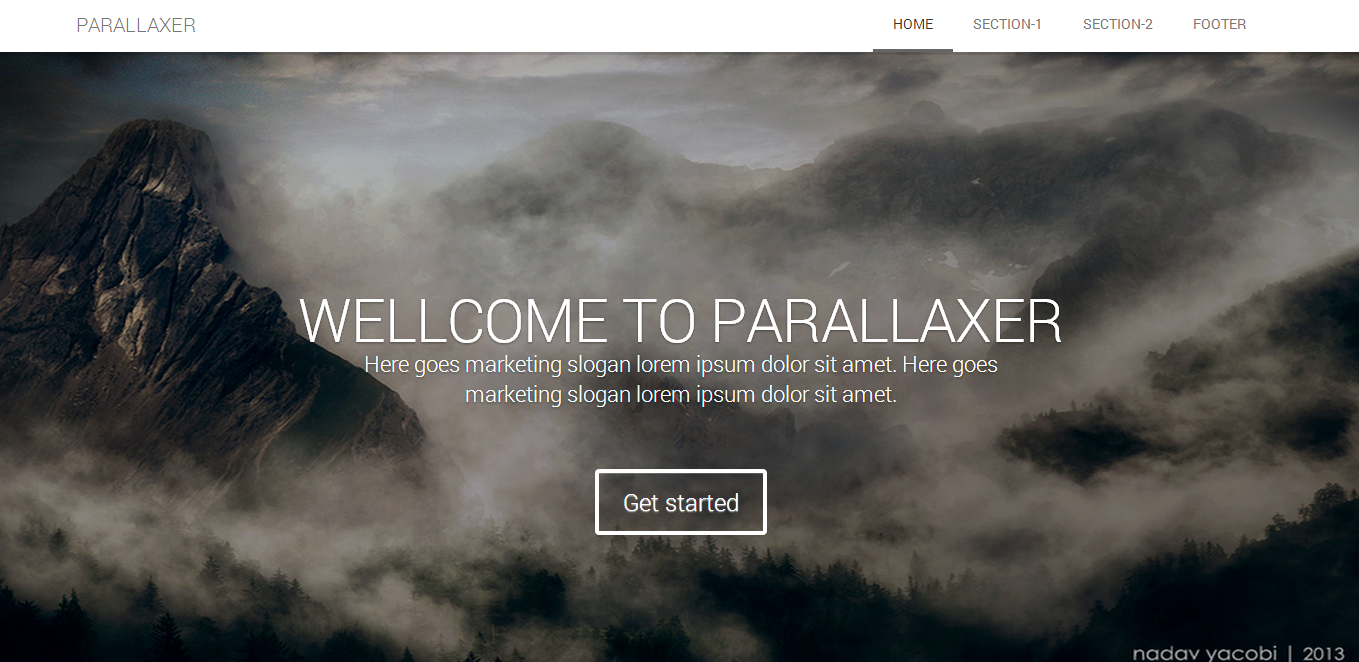 PARALLAXER
HOME
SECTION-1
SECTION-2
FOOTER
WELLCOME TO PARALLAXER
Here goes marketing slogan lorem ipsum dolor sit amet. Here goes
marketing slogan lorem ipsum dolor sit amet.
Get started
nadav yacobi | 2013